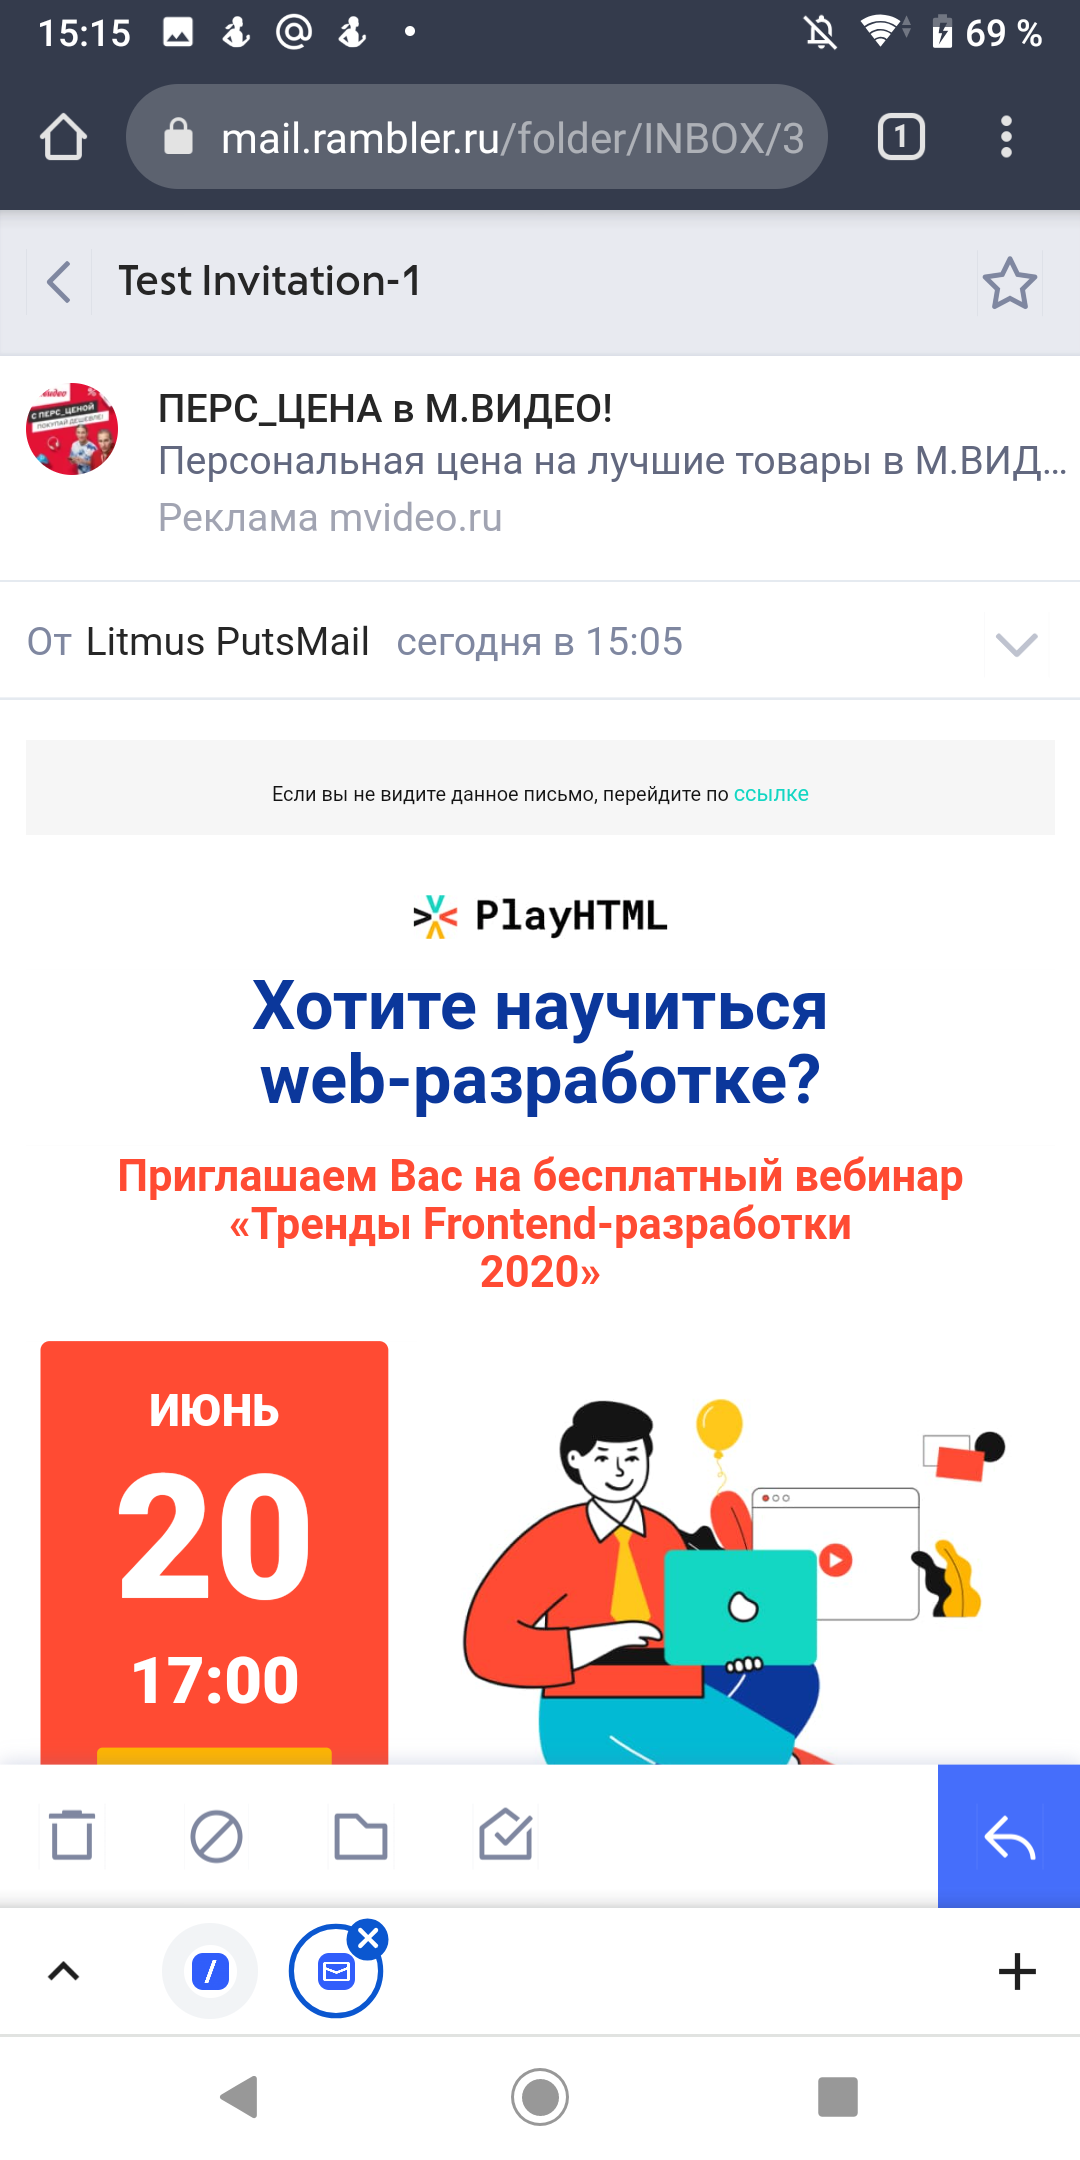 15:15
69 %
mail.rambler.ru/folder/INBOX/3
1
Test Invitation-1
ПЕРС_ЦЕНА в М.ВИДЕО!
Персональная цена на лучшие товары в М.ВИД...
Реклама mvideo.ru
От Litmus PutsMail сегодня в 15:05
Если вы не видите данное письмо, перейдите по ссылке
PlayHTML
Хотите научиться
web-разработке?
Приглашаем Вас на бесплатный вебинар
«Тренды Frontend-разработки
2020»
ИЮНЬ
20
17:00